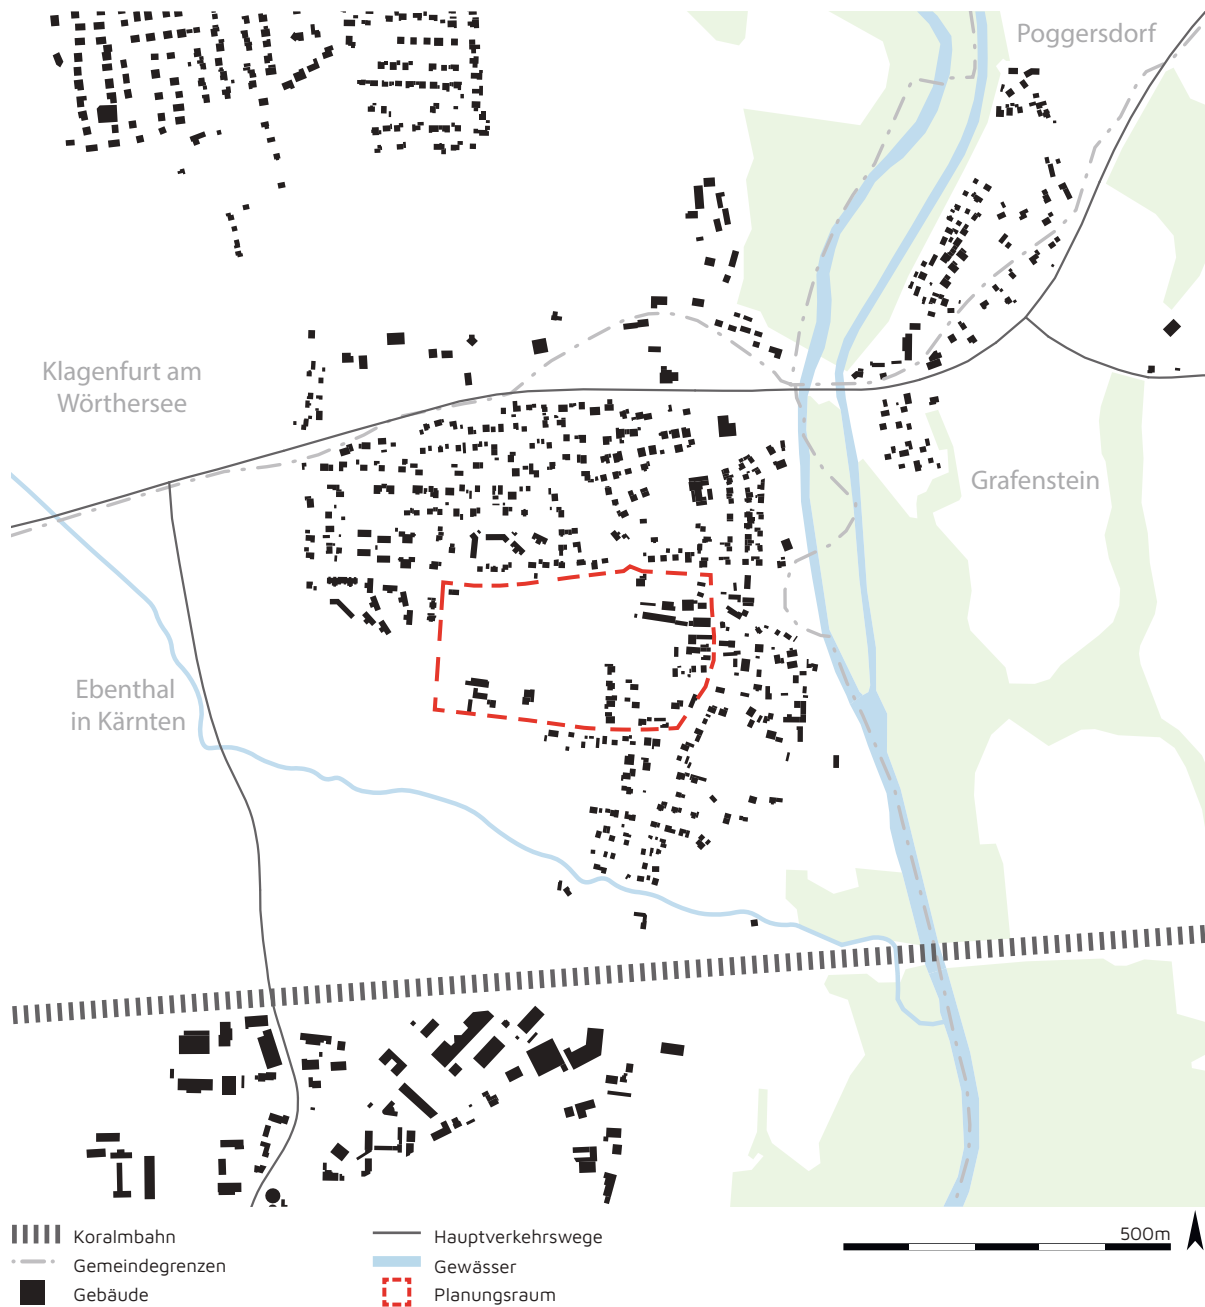 Poggersdorf
Klagenfurt am
Wörthersee
Grafenstein
Ebenthal
in Kärnten
Koralmbahn
Gemeindegrenzen
Gebäude
Hauptverkehrswege
Gewässer
Planungsraum
500m